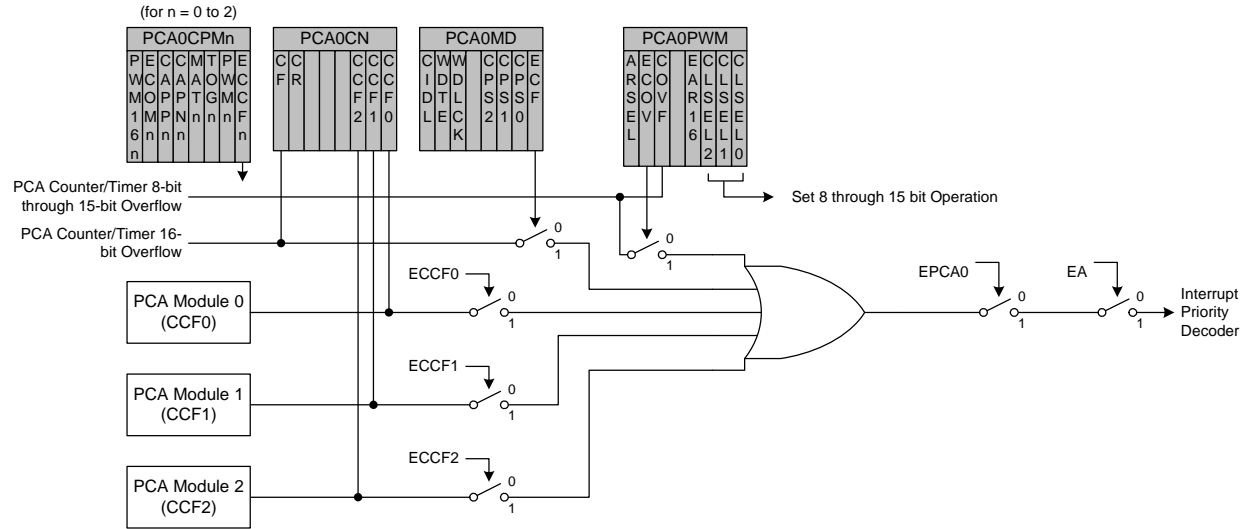 (for n = 0 to 2)
PCA0CPMn
PWM16n
ECOMn
CAPPn
CAPNn
MATn
TOGn
PWMn
ECCFn
PCA0CN
CF
CR
CCF2
CCF1
CCF0
PCA0MD
CIDL
WDTE
WDLCK
CPS2
CPS1
CPS0
ECF
PCA0PWM
ARSEL
ECOV
COVF
EAR16
CLSEL2
CLSEL1
CLSEL0
PCA Counter/Timer 8-bit
through 15-bit Overflow
Set 8 through 15 bit Operation
PCA Counter/Timer 16-
bit Overflow
0
1
0
1
PCA Module 0
(CCF0)
ECCF0
0
1
EPCA0
0
1
EA
0
1
Interrupt
Priority
Decoder
PCA Module 1
(CCF1)
ECCF1
0
1
PCA Module 2
(CCF2)
ECCF2
0
1